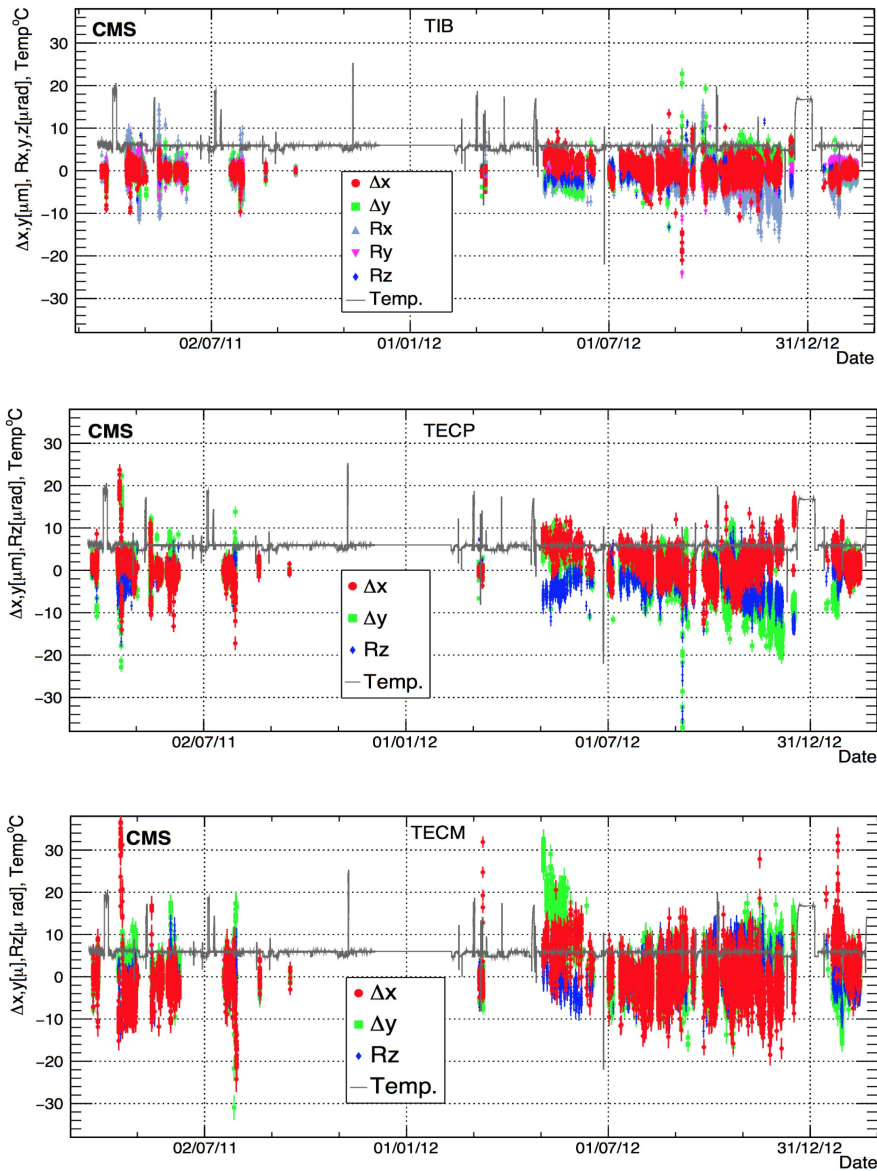 CMS TIB
Δx,y[μm], Rx,y,z[μrad], Temp°C
30
20
10
0
−10
−20
−30
Δx
Δy
Rx
Ry
Rz
Temp.
02/07/11 01/01/12 01/07/12 31/12/12
Date
CMS TECP
Δx,y[μm],Rz[μrad], Temp°C
30
20
10
0
−10
−20
−30
Δx
Δy
Rz
Temp.
02/07/11 01/01/12 01/07/12 31/12/12
Date
CMS TECM
Δx,y[μ],Rz[μ rad], Temp°C
30
20
10
0
−10
−20
−30
Δx
Δy
Rz
Temp.
02/07/11 01/01/12 01/07/12 31/12/12
Date